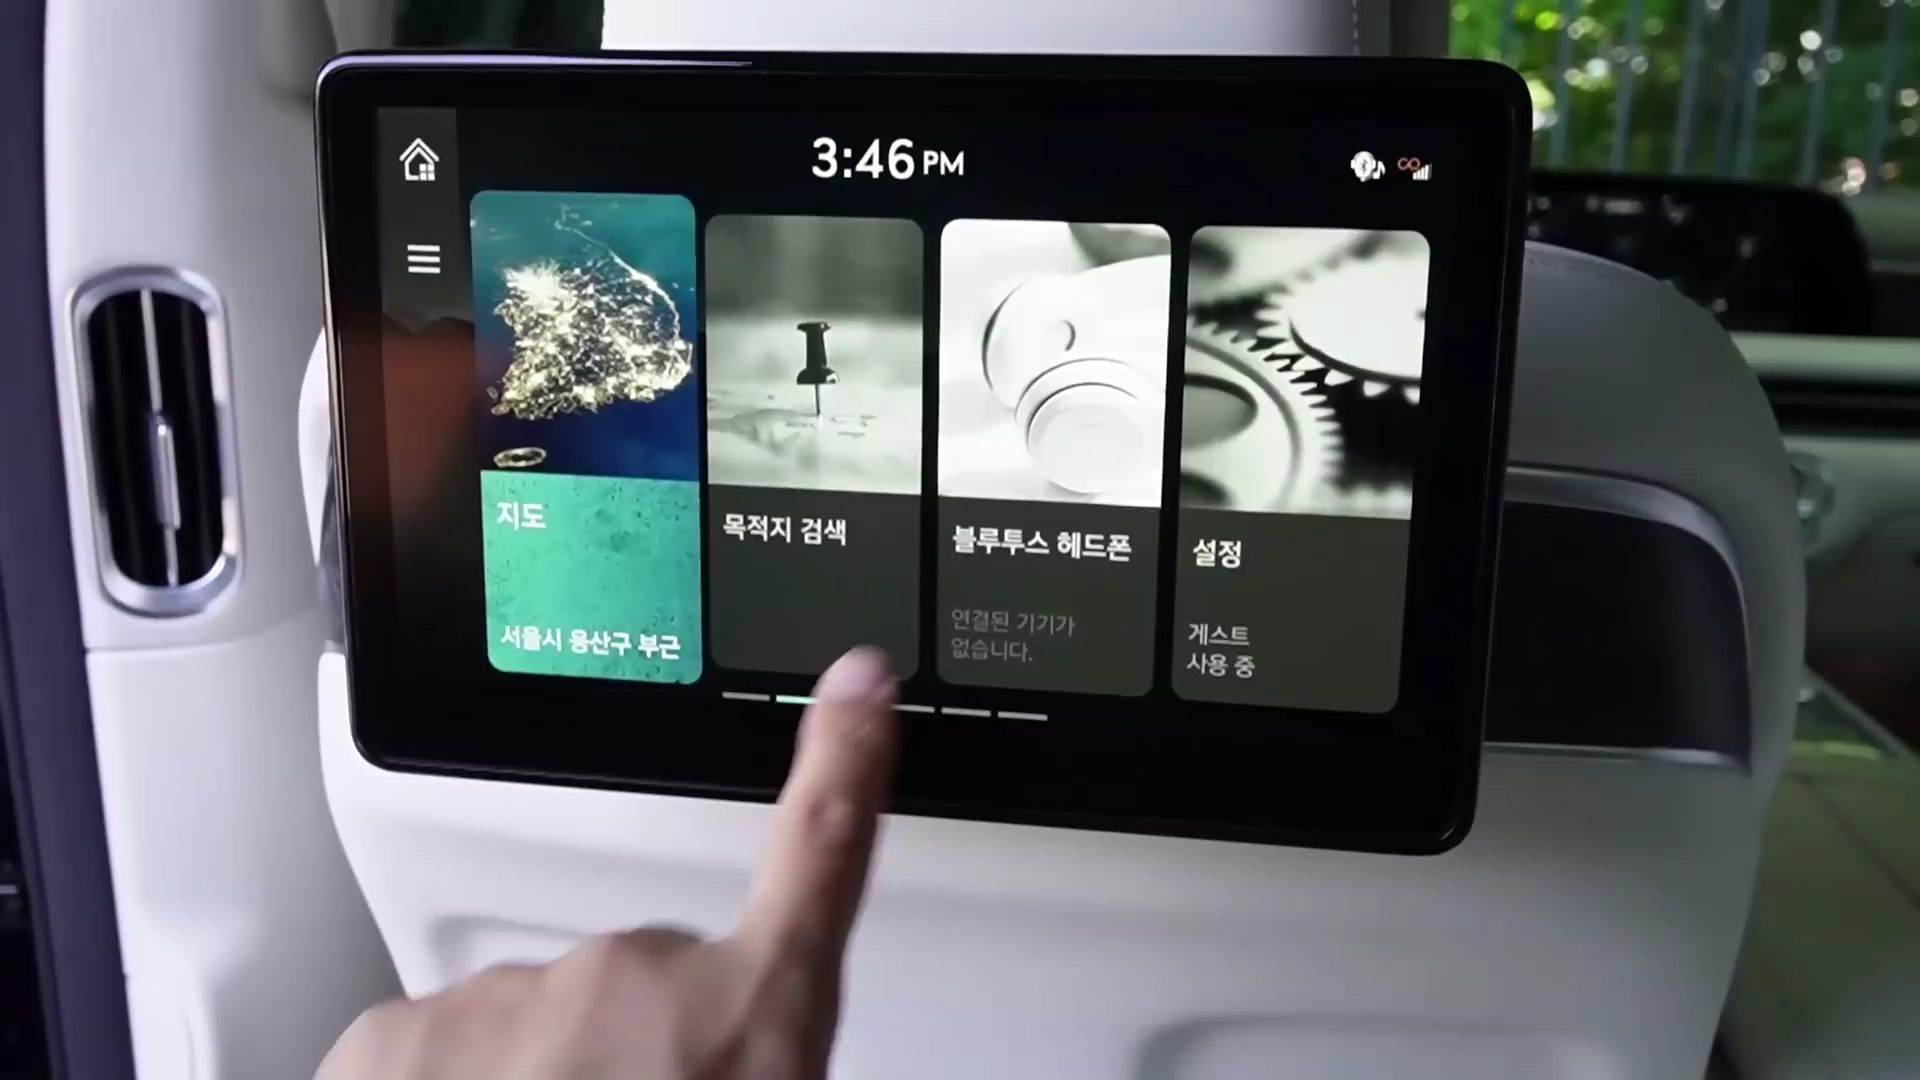 3:46 PM
지도
서울시 용산구 부근
목적지 검색
블루투스 헤드폰
연결된 기기가
없습니다.
설정
게스트
사용 중